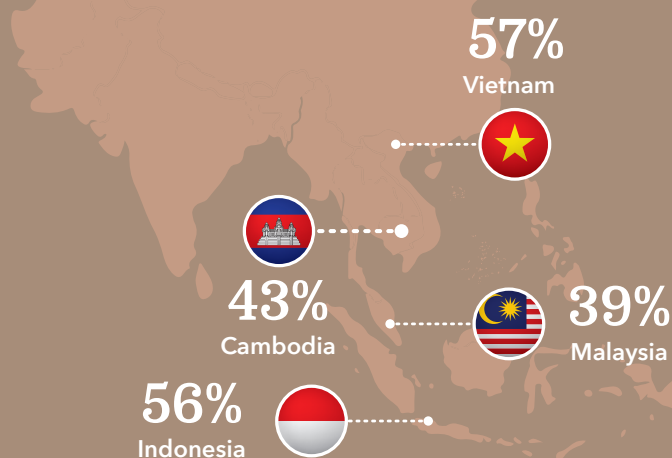 57%
Vietnam
43%
Cambodia
39%
Malaysia
56%
Indonesia